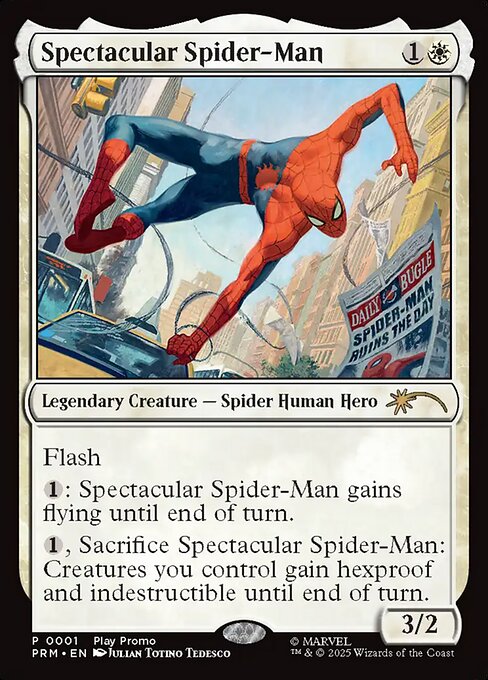 Spectacular Spider-Man 1
DAILY BUGLE
SPIDER-MAN
RUINS THE DAY
Legendary Creature — Spider Human Hero
Flash
1: Spectacular Spider-Man gains
flying until end of turn.
1, Sacrifice Spectacular Spider-Man:
Creatures you control gain hexproof
and indestructible until end of turn.
3/2
P 0001 Play Promo
PRM • EN Julian Totino Tedesco
© MARVEL
™ & © 2025 Wizards of the Coast